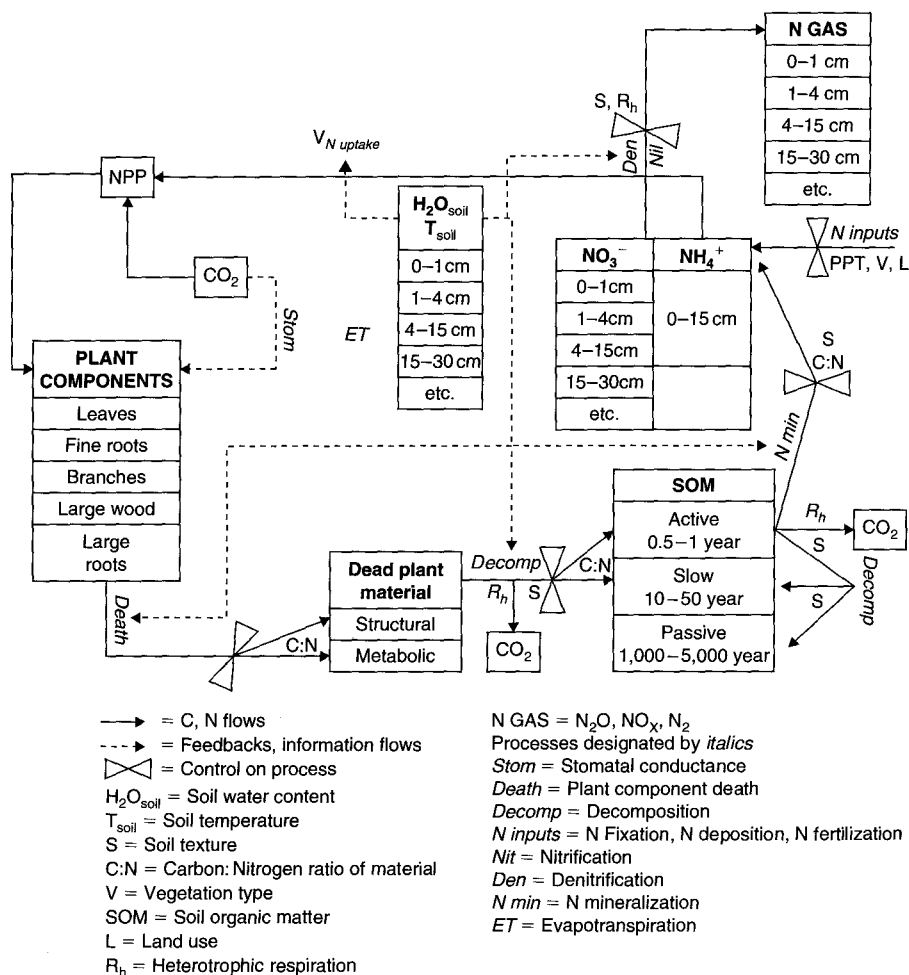 N GAS
0–1 cm
1–4 cm
4–15 cm
15–30 cm
etc.
S, Rh
Den
Nil
VN uptake
NPP
CO2
Stom
H2Osoil
Tsoil
0–1cm
1–4 cm
4–15 cm
15–30 cm
etc.
ET
NO3−
0–1cm
1–4cm
4–15cm
15–30cm
etc.
NH4+
0–15cm
N inputs
PPT, V, L
S
C:N
N min
PLANT
COMPONENTS
Leaves
Fine roots
Branches
Large wood
Large
roots
Death
C:N
Dead plant
material
Structural
Metabolic
Decomp
Rh
S
CO2
C:N
SOM
Active
0.5–1 year
Slow
10–50 year
Passive
1,000–5,000 year
Rh
S
CO2
S
Decomp
= C, N flows
= Feedbacks, information flows
= Control on process
H2Osoil = Soil water content
Tsoil = Soil temperature
S = Soil texture
C:N = Carbon: Nitrogen ratio of material
V = Vegetation type
SOM = Soil organic matter
L = Land use
Rh = Heterotrophic respiration
N GAS = N2O, NOX, N2
Processes designated by italics
Stom = Stomatal conductance
Death = Plant component death
Decomp = Decomposition
N inputs = N Fixation, N deposition, N fertilization
Nit = Nitrification
Den = Denitrification
N min = N mineralization
ET = Evapotranspiration